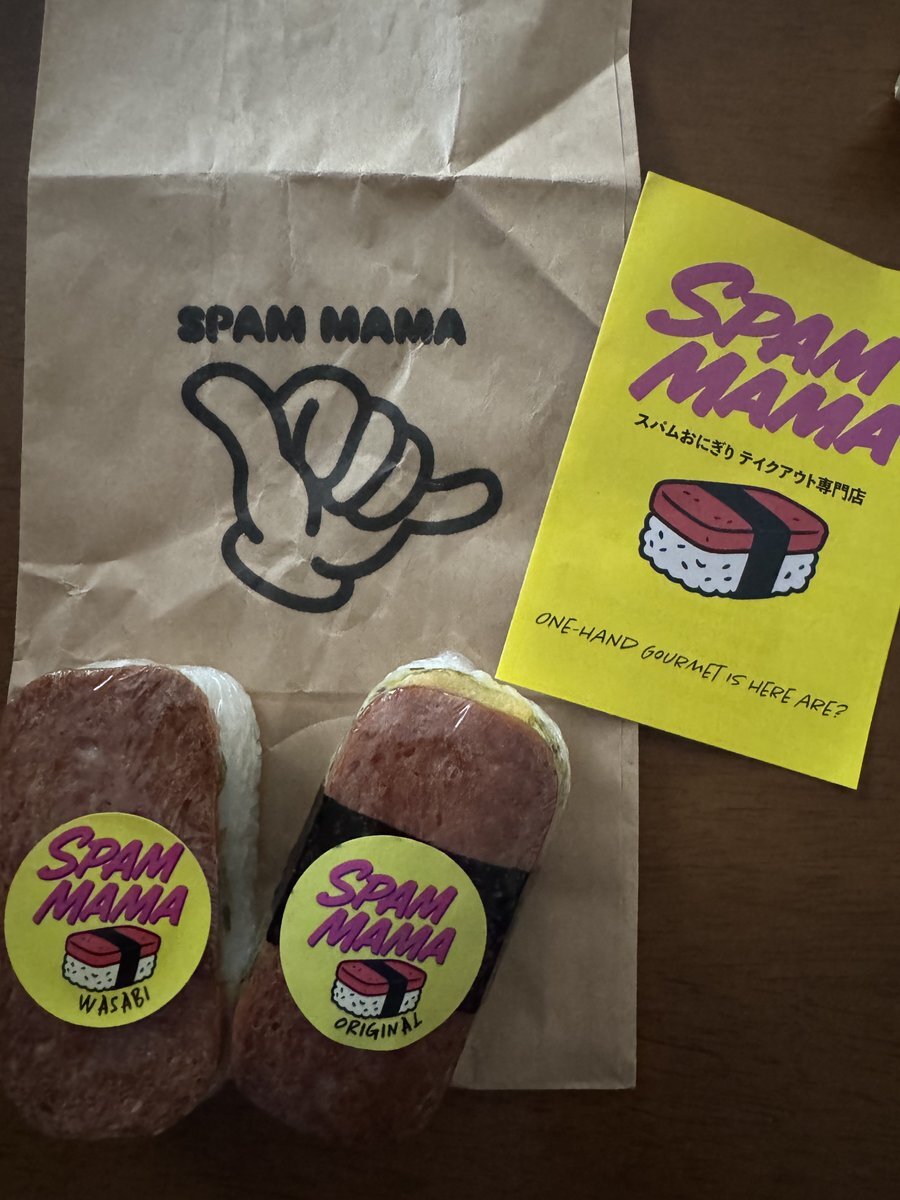 SPAM MAMA
SPAM
MAMA
スパムおにぎり テイクアウト専門店
ONE-HAND GOURMET IS HERE ARE?
SPAM
MAMA
WASABI
SPAM
MAMA
ORIGINAL